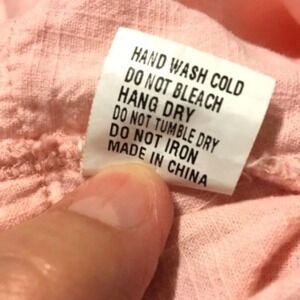 HAND WASH COLD
DO NOT BLEACH
HANG DRY
DO NOT TUMBLE DRY
DO NOT IRON
MADE IN CHINA